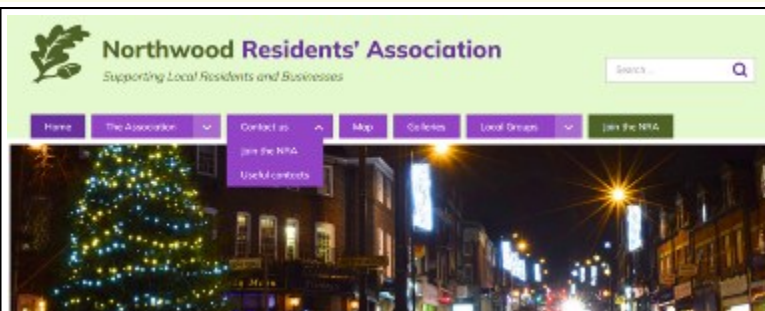 Northwood Residents' Association
Supporting Local Residents and Businesses
Search...
Home The Association Contact us Map Galleries Local Groups Join the NRA
Join the NRA
Useful contacts